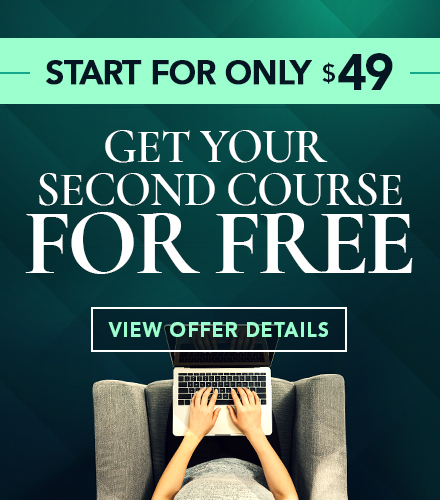 START FOR ONLY $49
GET YOUR
SECOND COURSE
FOR FREE
VIEW OFFER DETAILS